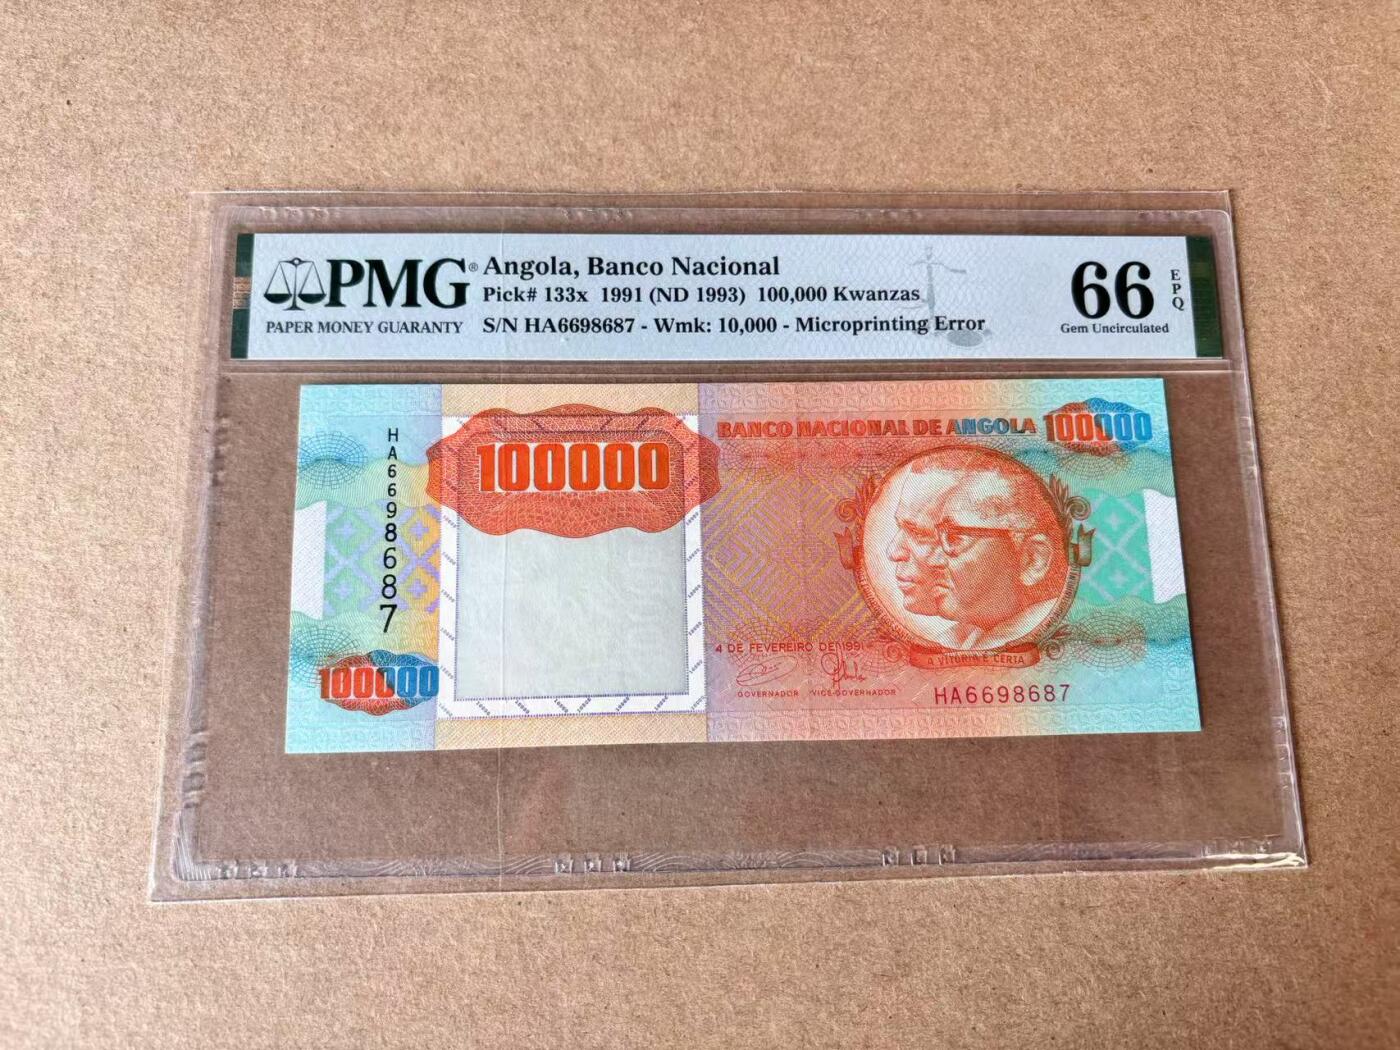 PMG®
PAPER MONEY GUARANTY
Angola, Banco Nacional
Pick# 133x 1991 (ND 1993) 100,000 Kwanzas
S/N HA6698687 - Wmk: 10,000 - Microprinting Error
66
EPQ
Gem Uncirculated
HA6698687
100000
BANCO NACIONAL DE ANGOLA
100000
4 DE FEVEREIRO DE 1991
GOVERNADOR VICE-GOVERNADOR
A VITÓRIA É CERTA
HA6698687
100000